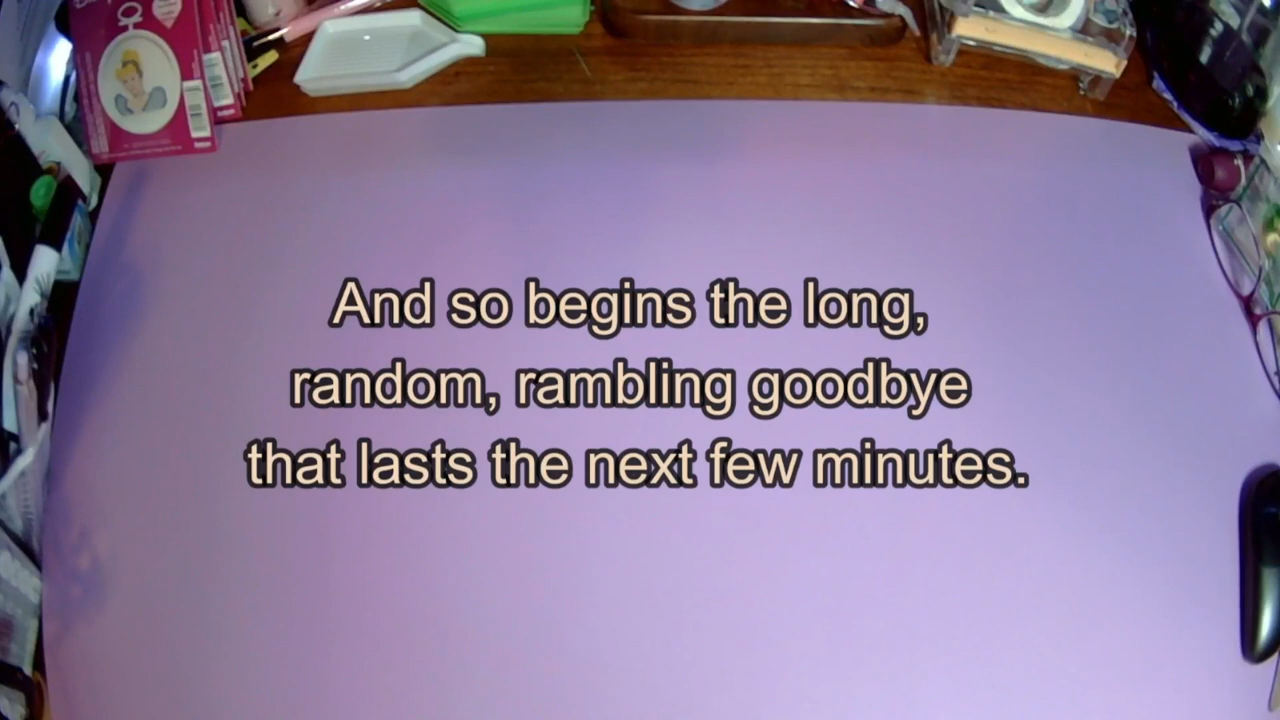 And so begins the long,
random, rambling goodbye
that lasts the next few minutes.